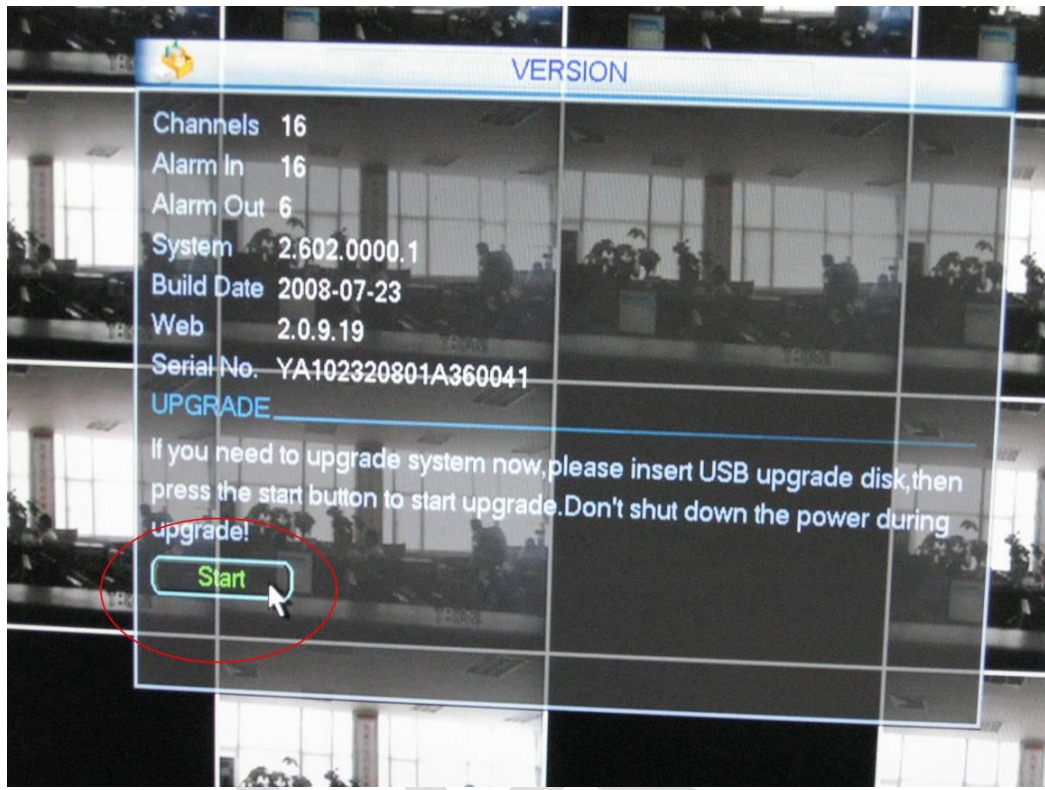 VERSION
Channels 16
Alarm In 16
Alarm Out 6
System 2.602.0000.1
Build Date 2008-07-23
Web 2.0.9.19
Serial No. YA102320801A360041
UPGRADE
If you need to upgrade system now,please insert USB upgrade disk,then
press the start button to start upgrade.Don't shut down the power during
upgrade!
Start